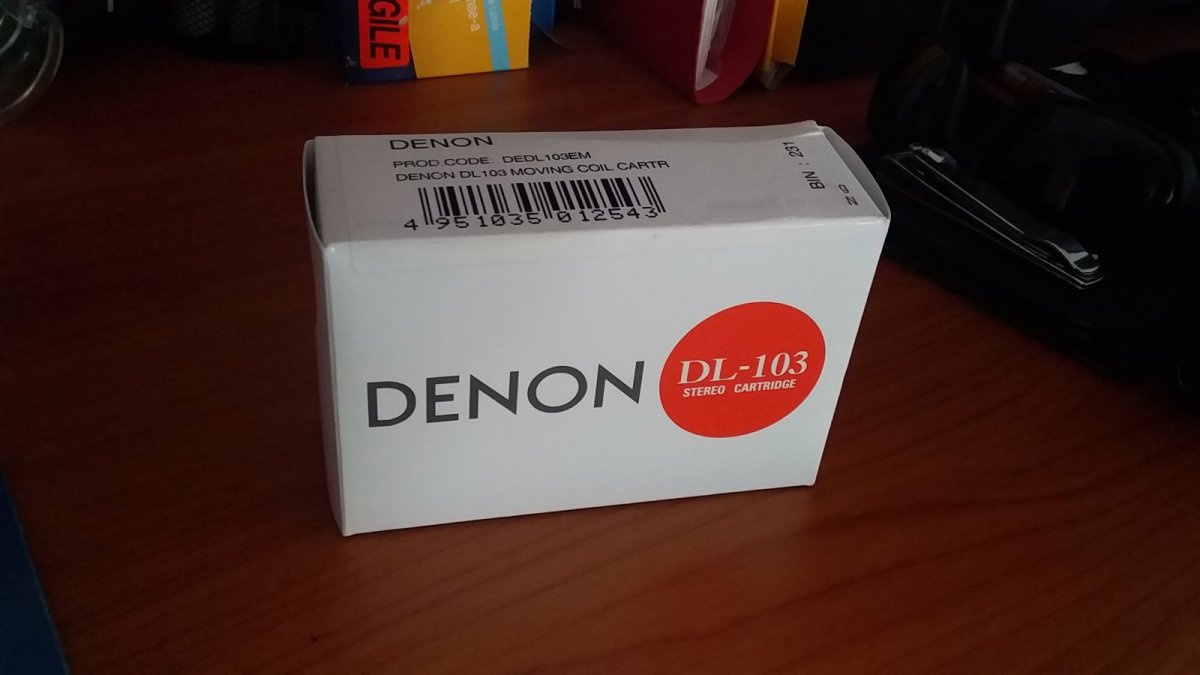 GILE
DENON
PROD.CODE: DEDL103EM
DENON DL103 MOVING COIL CARTR
4 951035 012543
BIN : 231
DENON
DL-103
STEREO CARTRIDGE